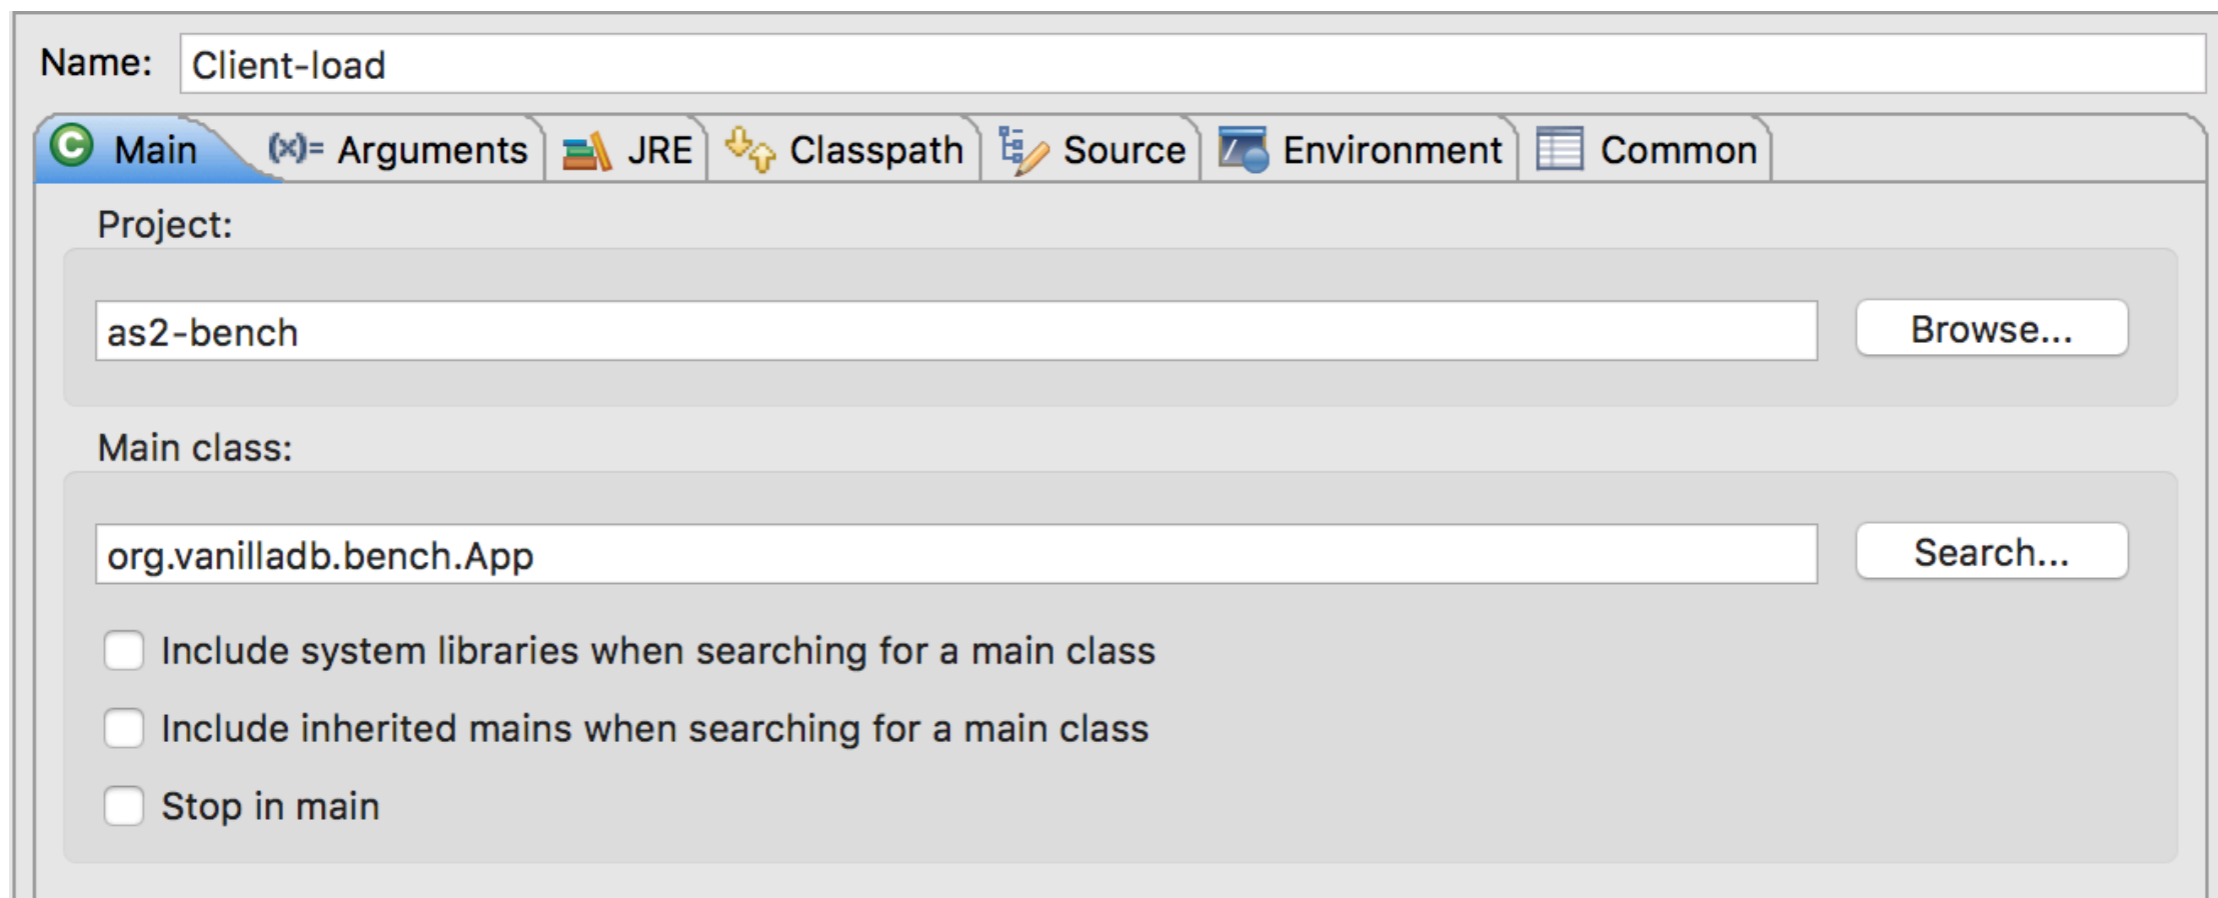 Name: Client-load
Main (x)= Arguments JRE Classpath Source Environment Common
Project:
as2-bench Browse...
Main class:
org.vanilladb.bench.App Search...
Include system libraries when searching for a main class
Include inherited mains when searching for a main class
Stop in main